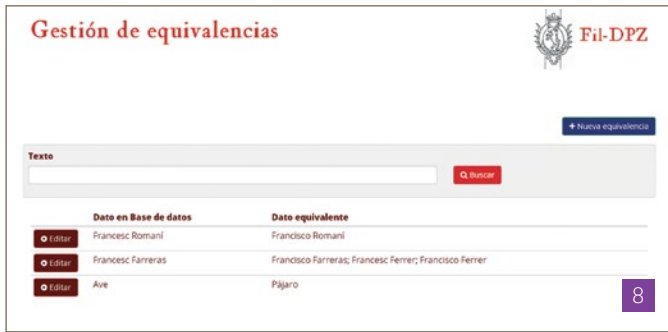 Gestión de equivalencias
Fil-DPZ
+ Nueva equivalencia
Texto
Buscar
Dato en Base de datos Dato equivalente
Editar Francesc Romaní Francisco Romaní
Editar Francesc Farreras Francisco Farreras; Francesc Ferrer; Francisco Ferrer
Editar Ave Pájaro
8